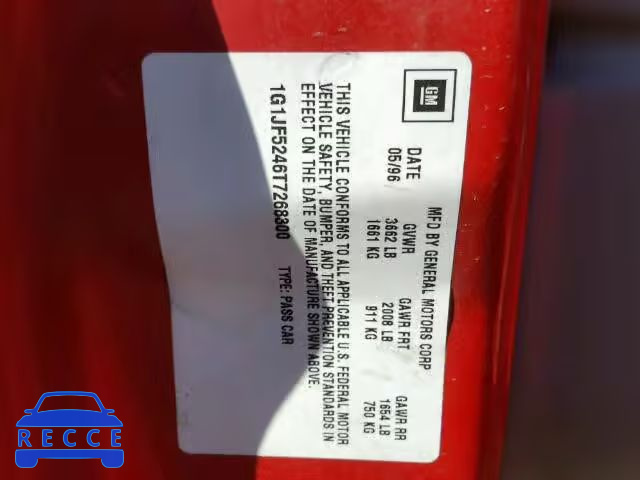 GM
MFD BY GENERAL MOTORS CORP
DATE GVWR GAWR FRT GAWR RR
05/96 3662 LB 2008 LB 1654 LB
1661 KG 911 KG 750 KG
THIS VEHICLE CONFORMS TO ALL APPLICABLE U.S. FEDERAL MOTOR
VEHICLE SAFETY, BUMPER, AND THEFT PREVENTION STANDARDS IN
EFFECT ON THE DATE OF MANUFACTURE SHOWN ABOVE.
1G1JF5246T7268300 TYPE: PASS CAR
RECCE